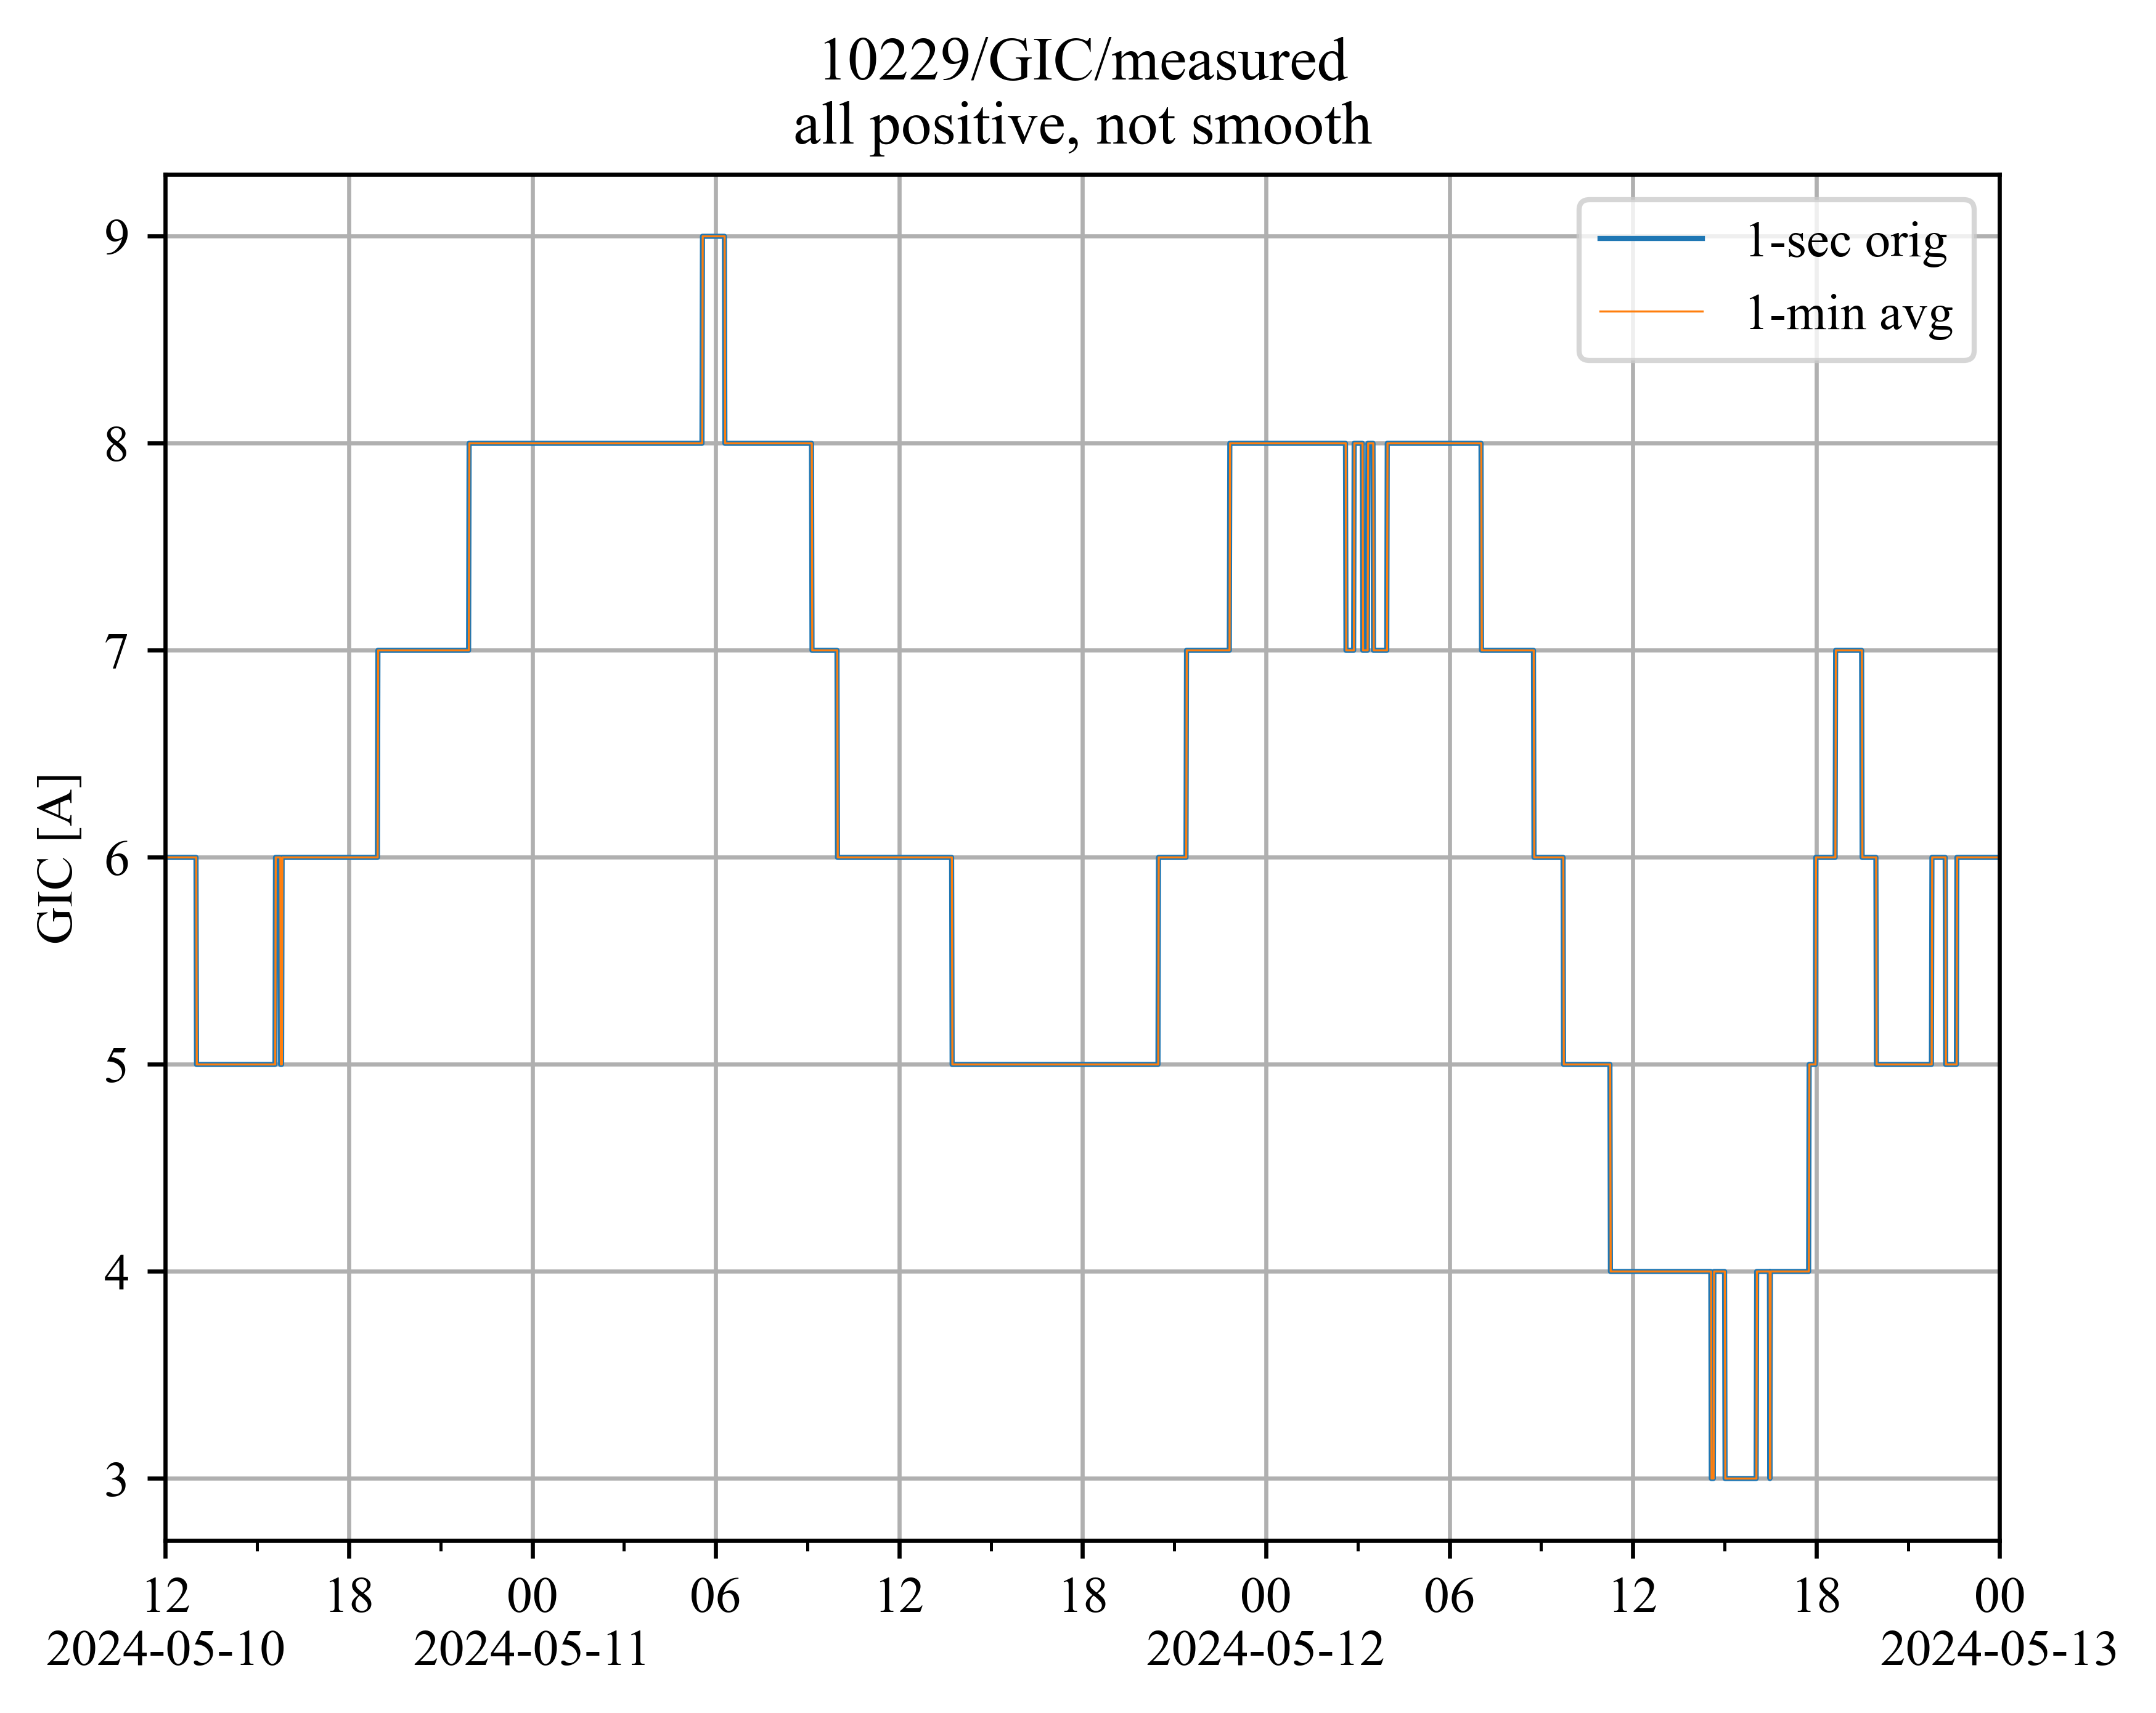 10229/GIC/measured
all positive, not smooth
1-sec orig
1-min avg
GIC [A]
9
8
7
6
5
4
3
12 18 00 06 12 18 00 06 12 18 00
2024-05-10 2024-05-11 2024-05-12 2024-05-13